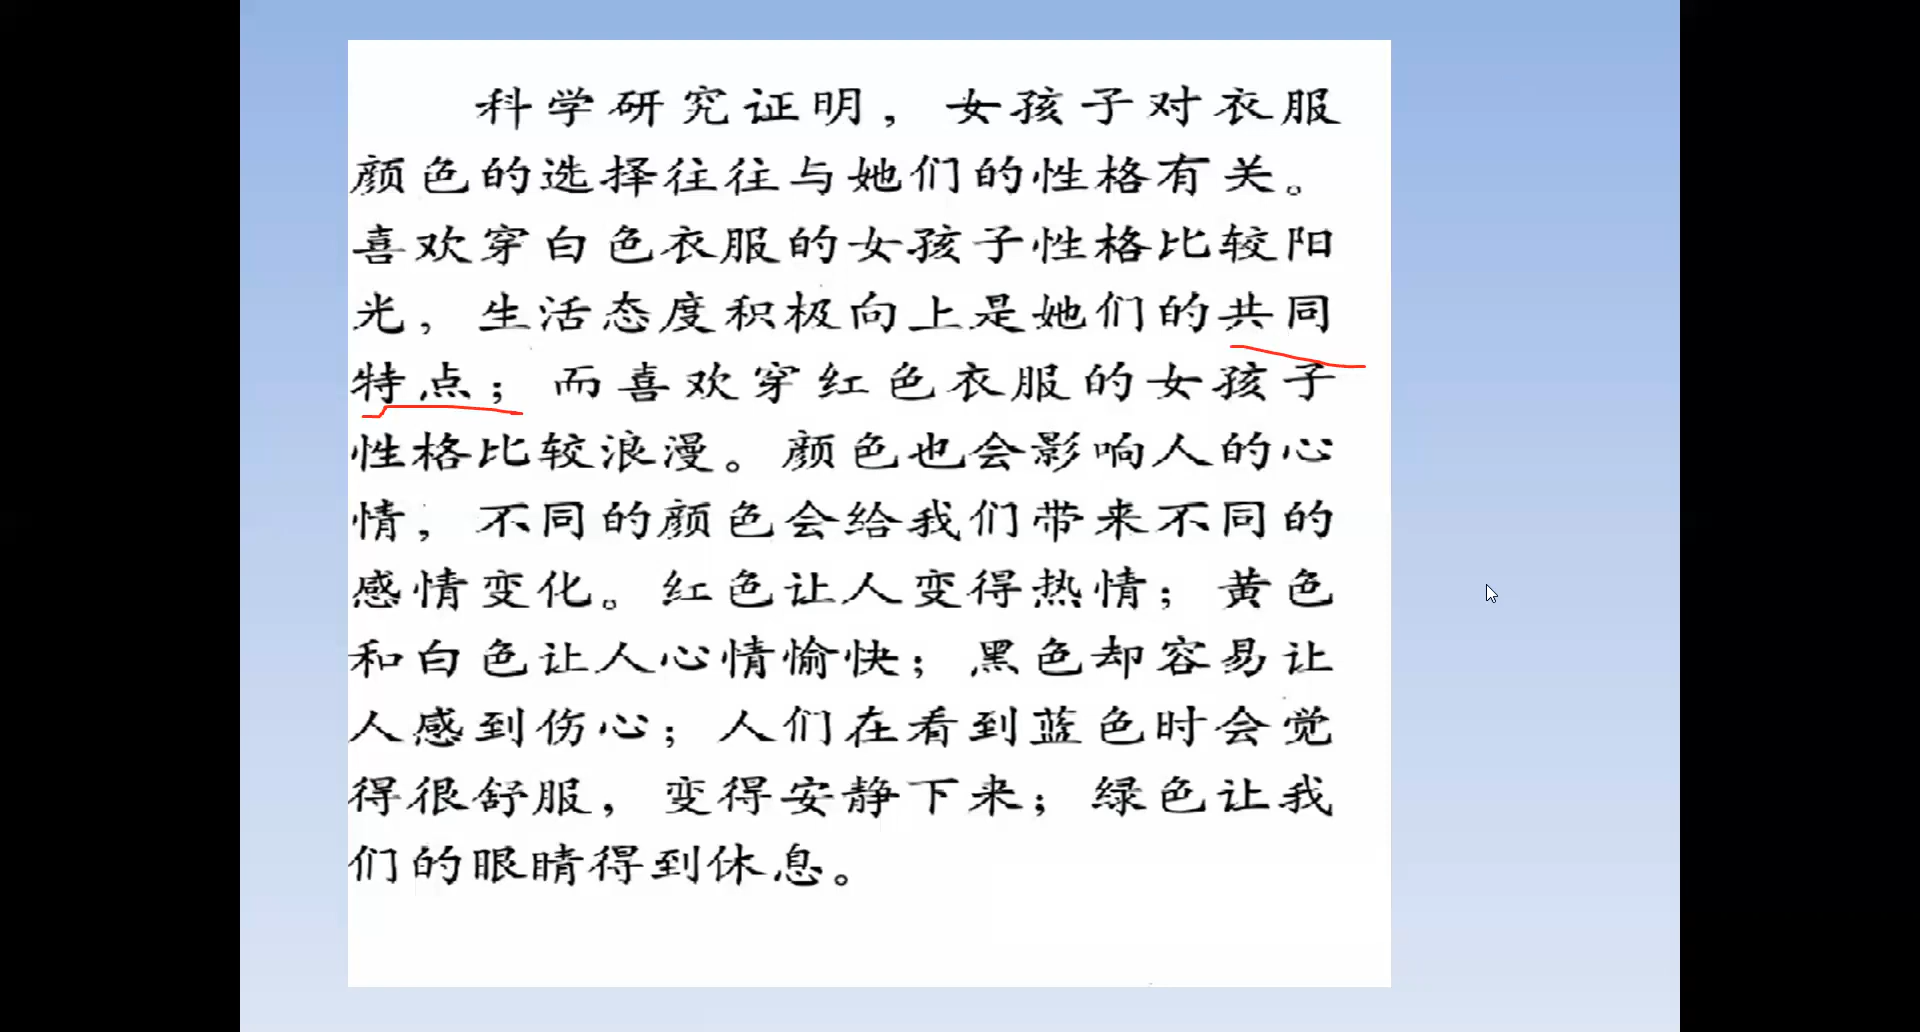 科学研究证明，女孩子对衣服
颜色的选择往往与她们的性格有关。
喜欢穿白色衣服的女孩子性格比较阳
光，生活态度积极向上是她们的共同
特点；而喜欢穿红色衣服的女孩子
性格比较浪漫。颜色也会影响人的心
情，不同的颜色会给我们带来不同的
感情变化。红色让人变得热情；黄色
和白色让人心情愉快；黑色却容易让
人感到伤心；人们在看到蓝色时会觉
得很舒服，变得安静下来；绿色让我
们的眼睛得到休息。